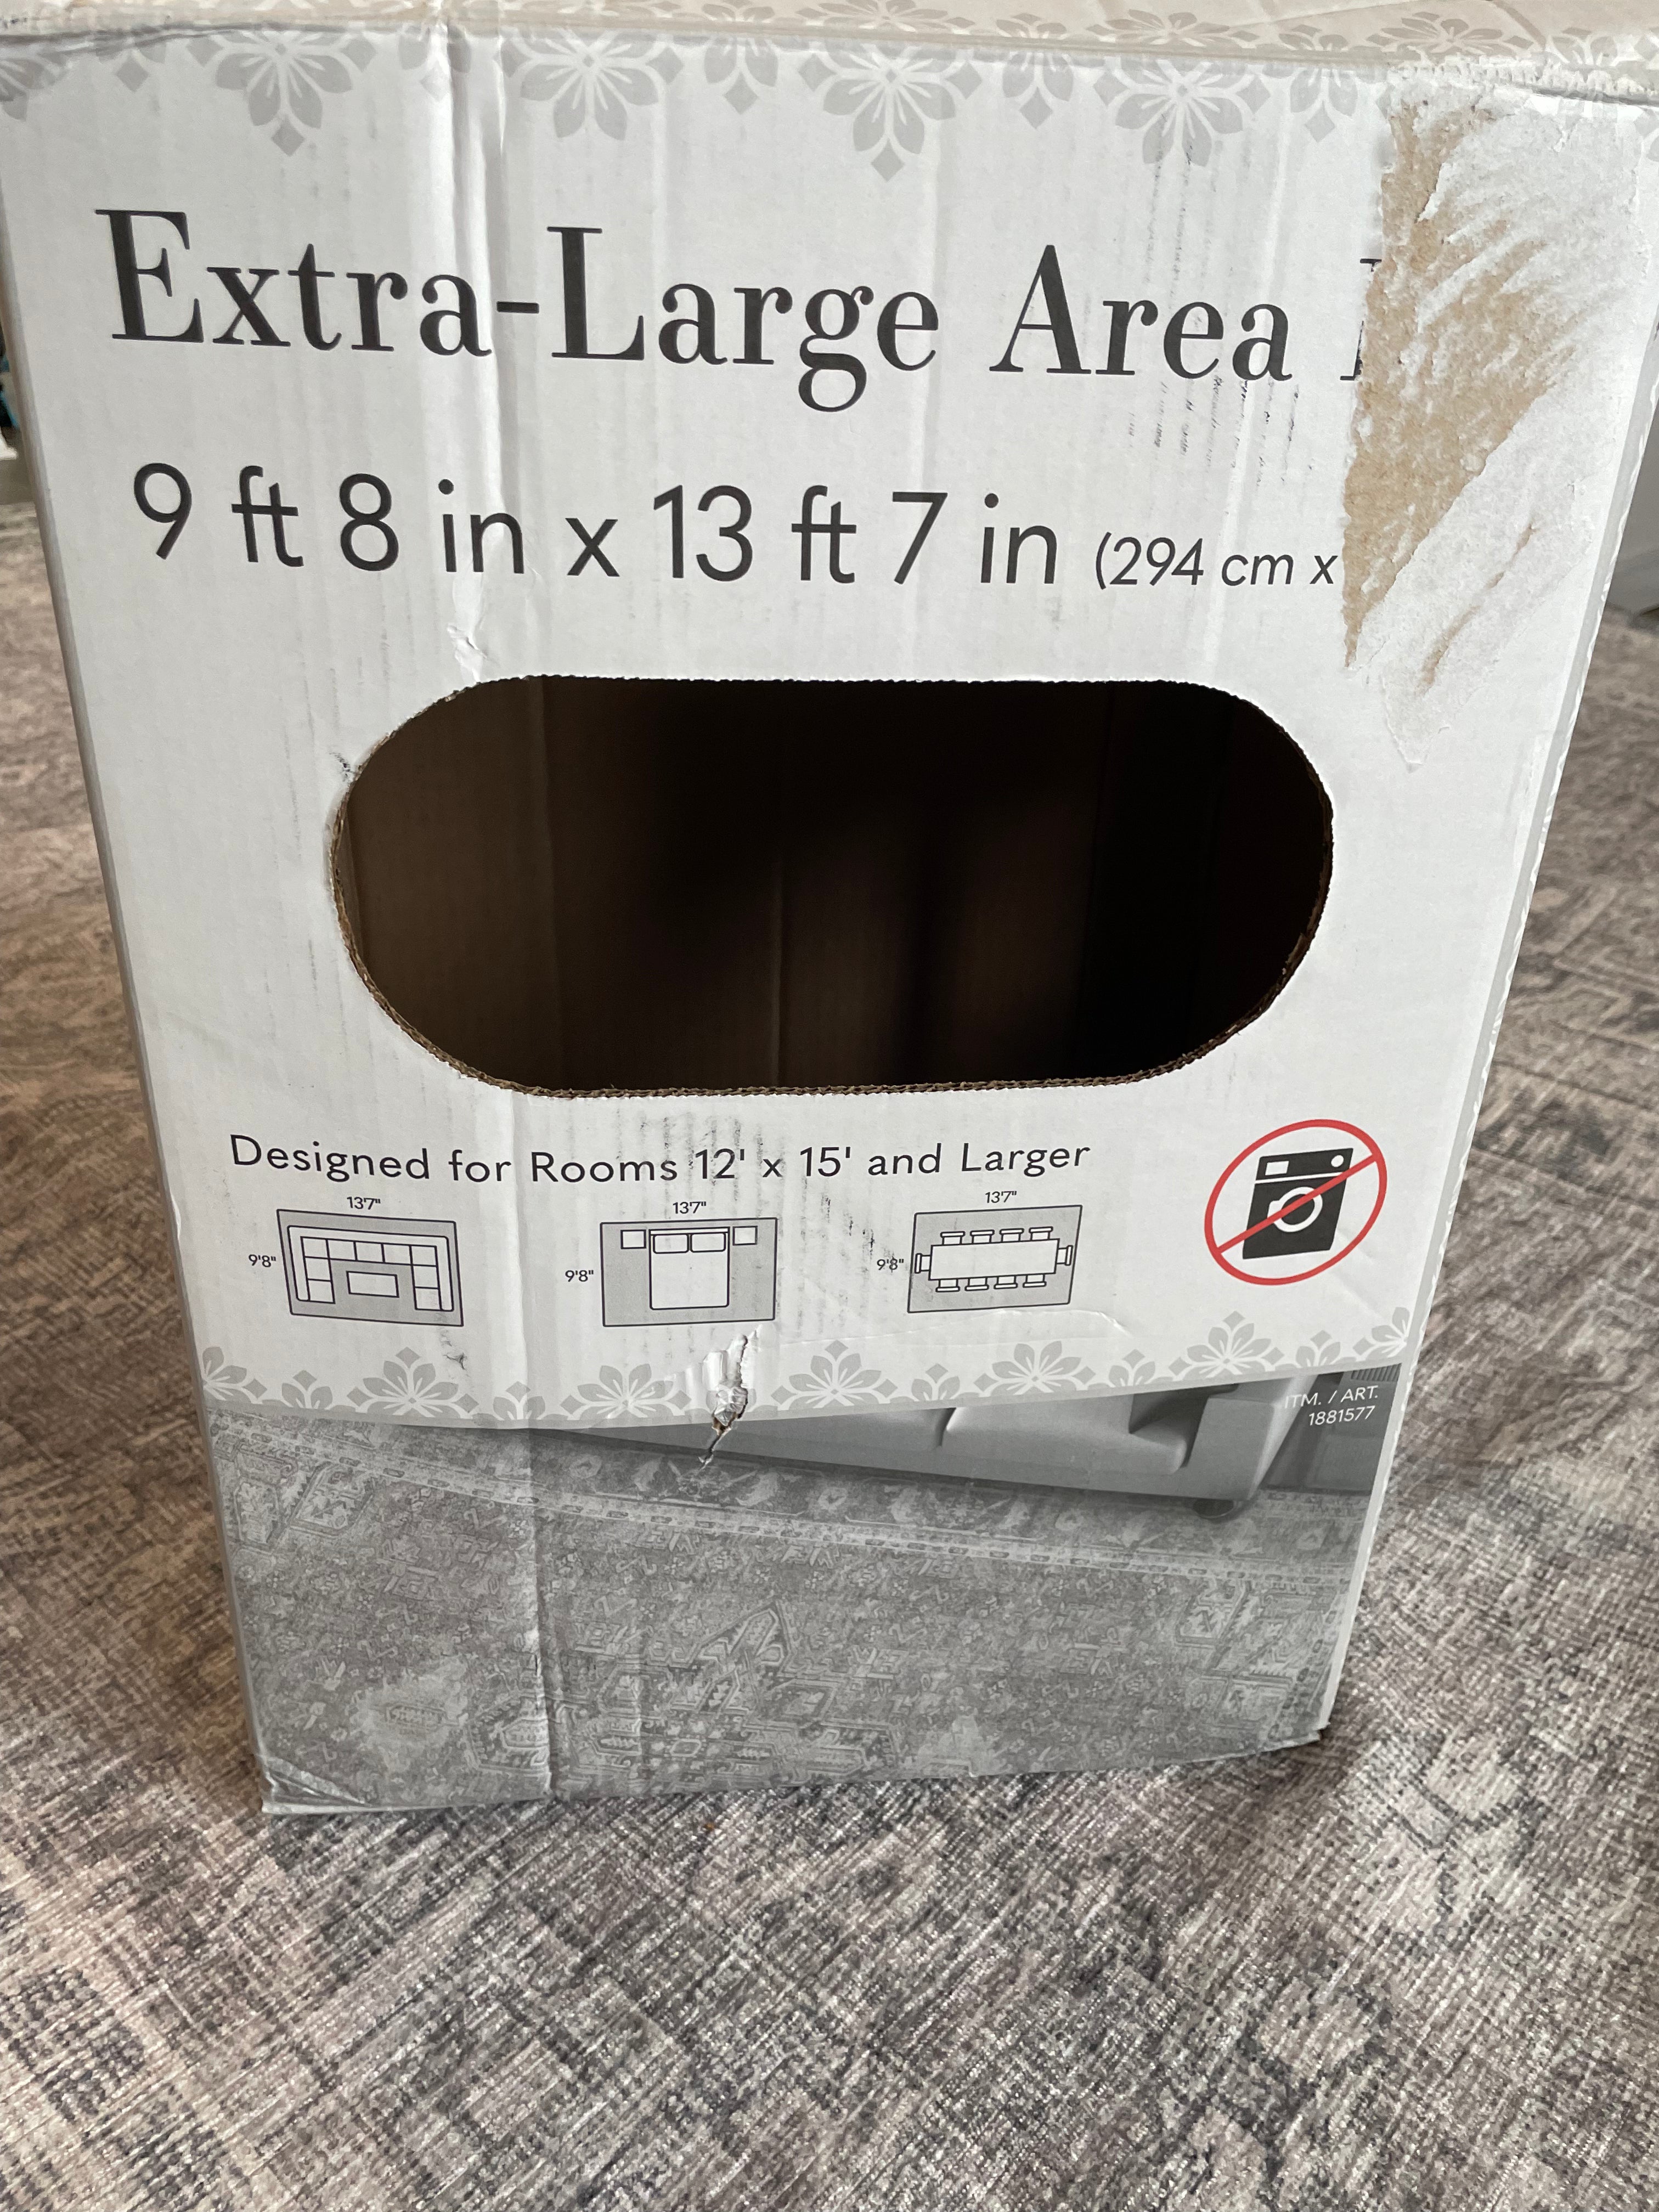 Extra-Large Area
9 ft 8 in x 13 ft 7 in (294 cm x
Designed for Rooms 12' x 15' and Larger
13'7" 13'7" 13'7"
9'8" 9'8" 9'8"
ITM. / ART.
1881577